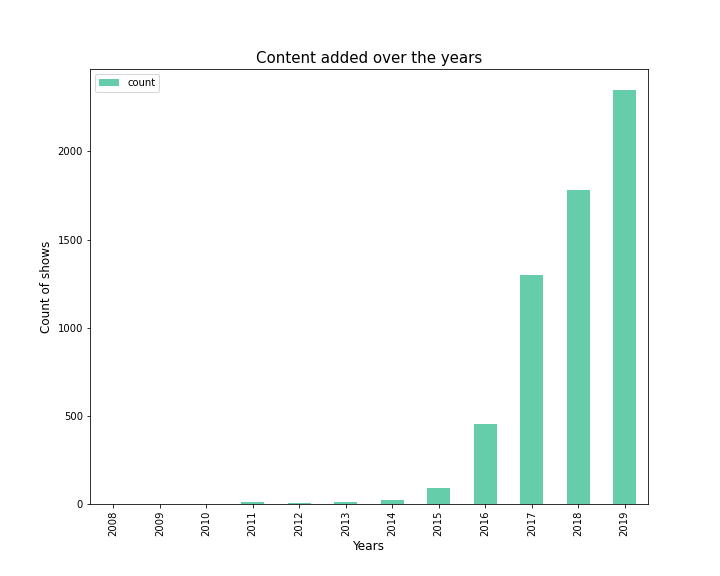 Content added over the years
count
Count of shows
2000
1500
1000
500
0
2008 2009 2010 2011 2012 2013 2014 2015 2016 2017 2018 2019
Years